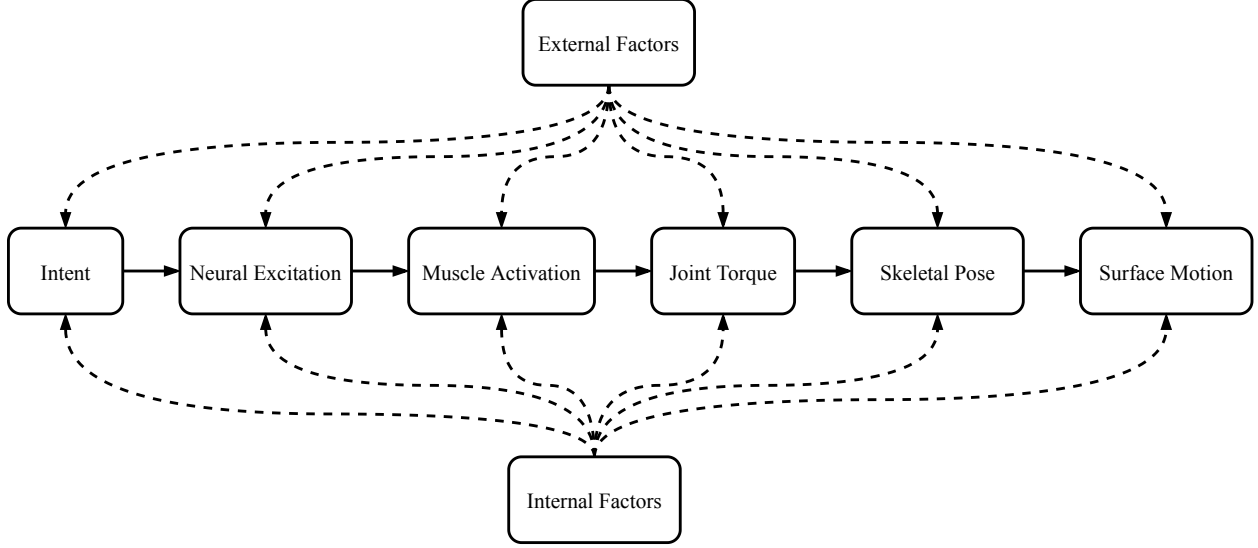 External Factors
Intent
Neural Excitation
Muscle Activation
Joint Torque
Skeletal Pose
Surface Motion
Internal Factors